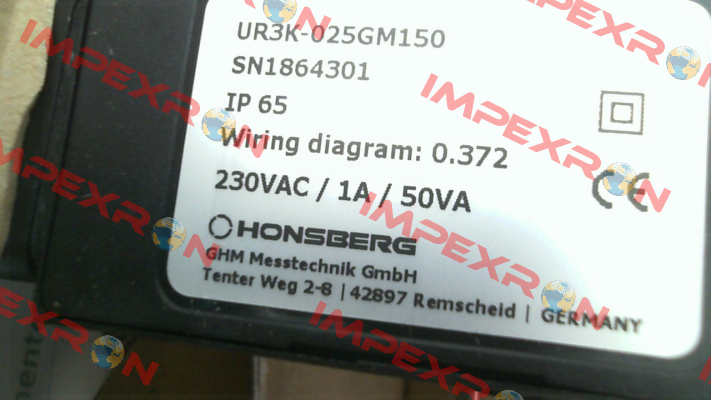 UR3K-025GM150
SN1864301
IP 65
Wiring diagram: 0.372
230VAC / 1A / 50VA
CE
HONSBERG
GHM Messtechnik GmbH
Tenter Weg 2-8 | 42897 Remscheid | GERMANY
IMPEXRON
IMPEXRON
IMPEXRON
IMPEXRON
IMPEXRON
IMPEXRON